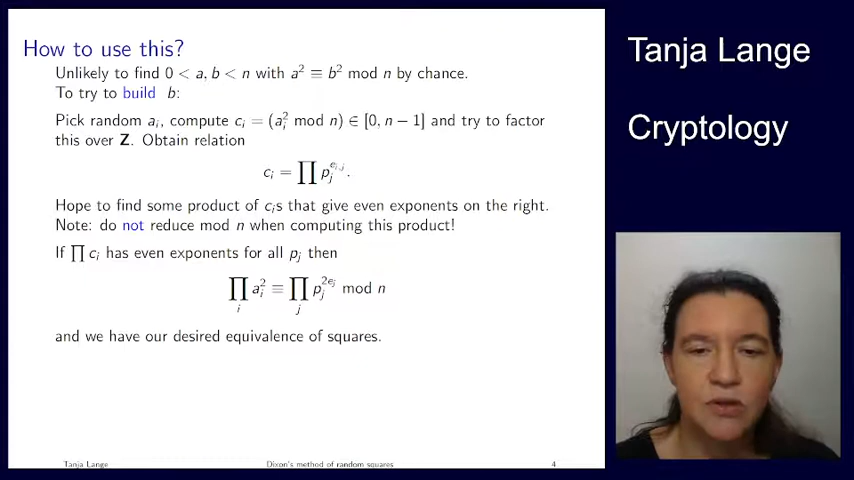 How to use this?
Unlikely to find 0 < a, b < n with a² ≡ b² mod n by chance.
To try to build b:
Pick random aᵢ, compute cᵢ = (aᵢ² mod n) ∈ [0, n − 1] and try to factor
this over Z. Obtain relation
cᵢ = ∏ pⱼ^{e_{i,j}}.
Hope to find some product of cᵢs that give even exponents on the right.
Note: do not reduce mod n when computing this product!
If ∏ cᵢ has even exponents for all pⱼ then
∏ᵢ aᵢ² ≡ ∏ⱼ pⱼ^{2eⱼ} mod n
and we have our desired equivalence of squares.
Tanja Lange
Dixon's method of random squares
4
Tanja Lange
Cryptology